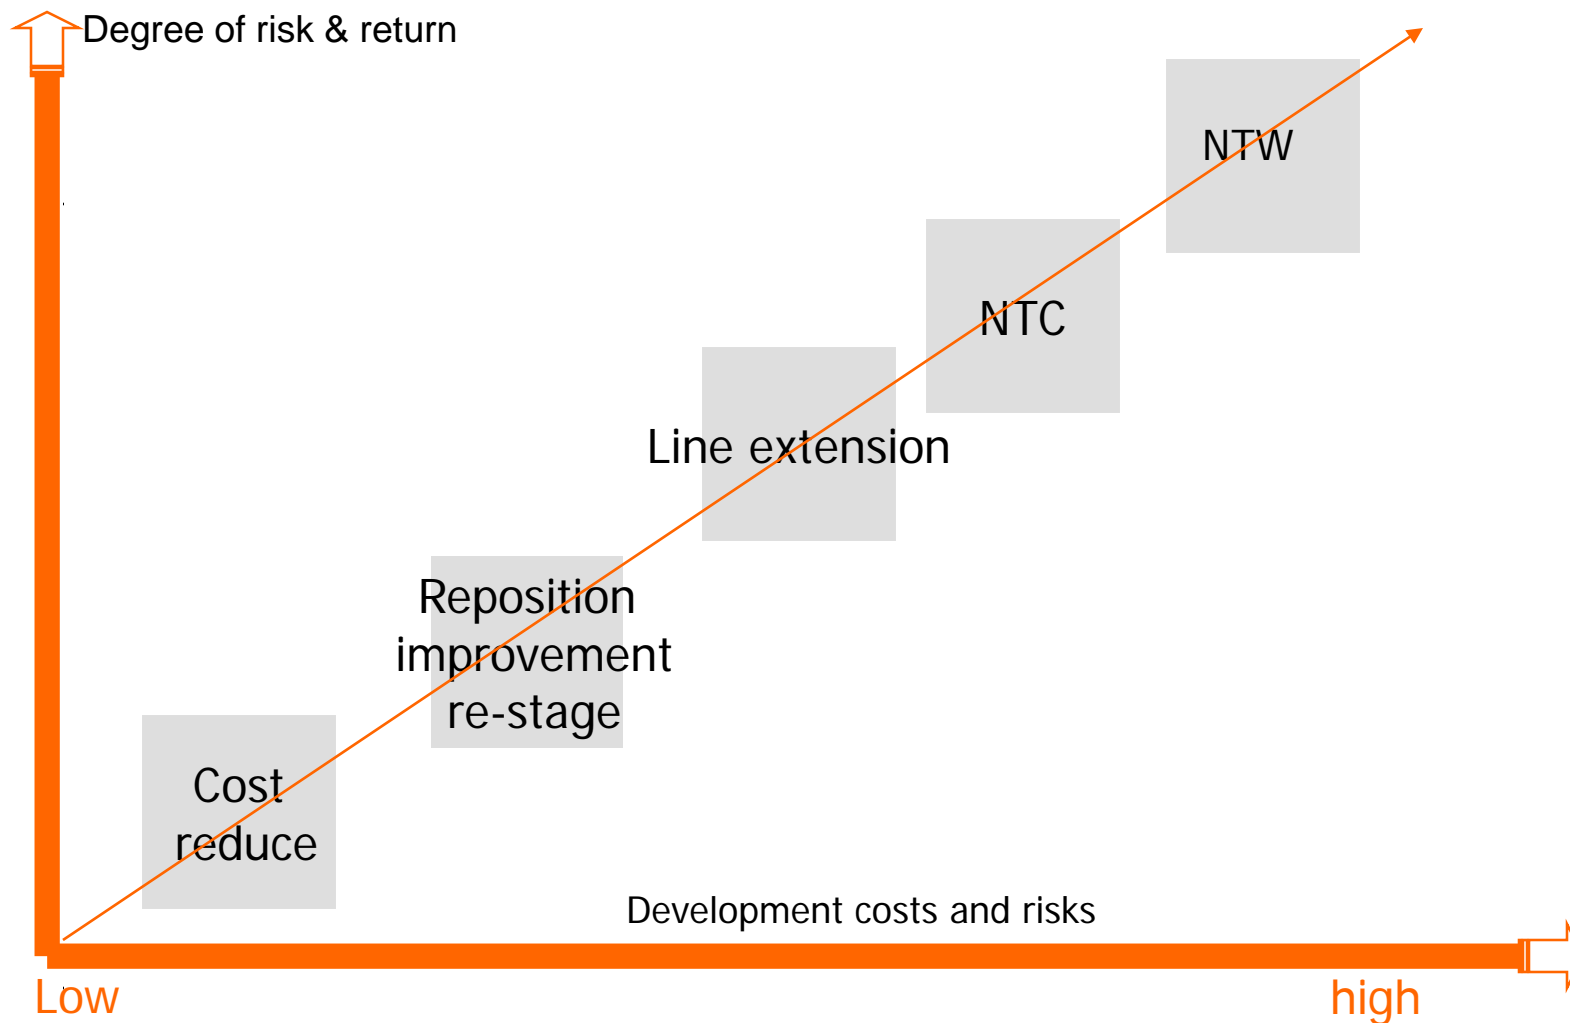 Degree of risk & return
NTW
NTC
Line extension
Reposition
improvement
re-stage
Cost
reduce
Development costs and risks
Low
high